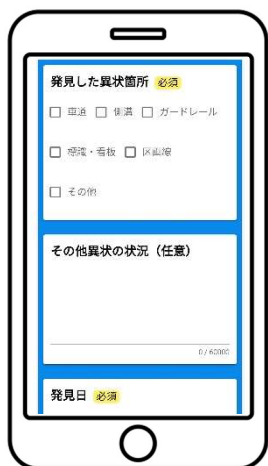 発見した異状箇所 必須
□ 車道 □ 側溝 □ ガードレール
□ 標識・看板 □ 区画線
□ その他
その他異状の状況（任意）
0 / 60000
発見日 必須